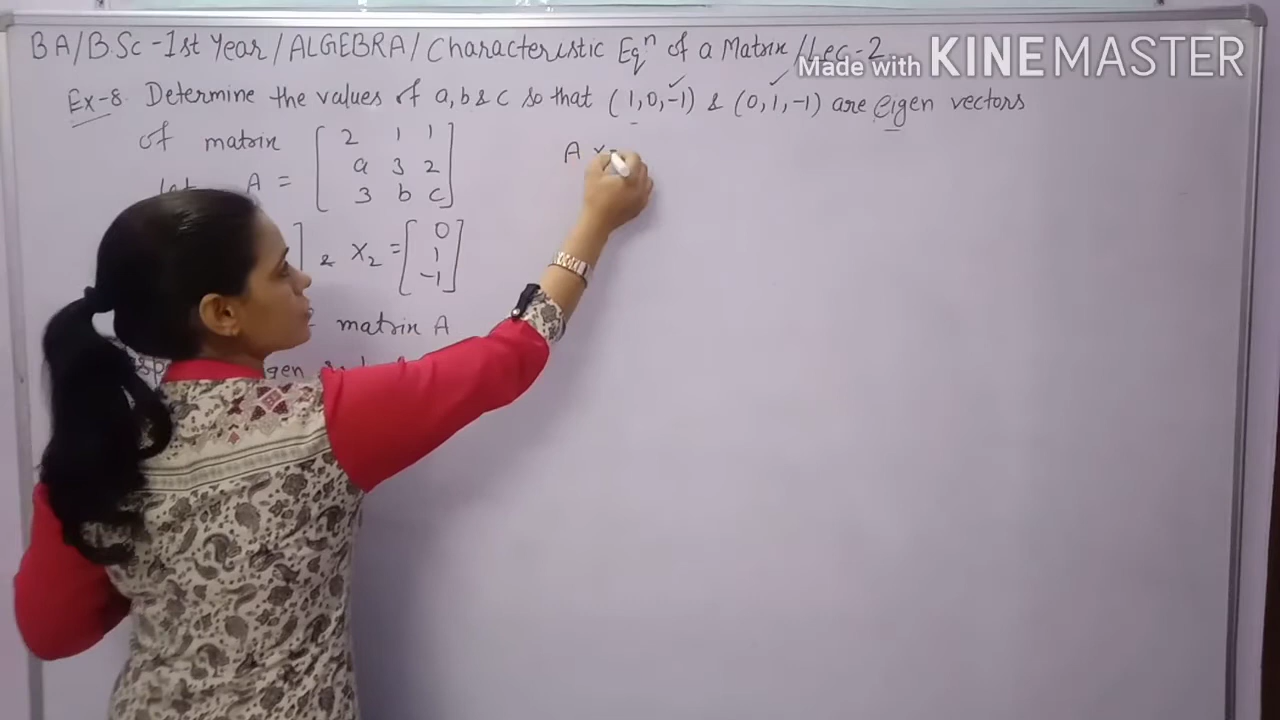 BA/B.Sc-1st Year/ALGEBRA/Characteristic Eqⁿ of a Matrix/Lec-2
Made with KINEMASTER
Ex-8 Determine the values of a, b & c so that (1, 0, -1) & (0, 1, -1) are eigen vectors
of matrix [ 2 1 1
a 3 2
3 b c ]
let A =
& X₂ = [ 0
1
-1 ]
matrix A
A X